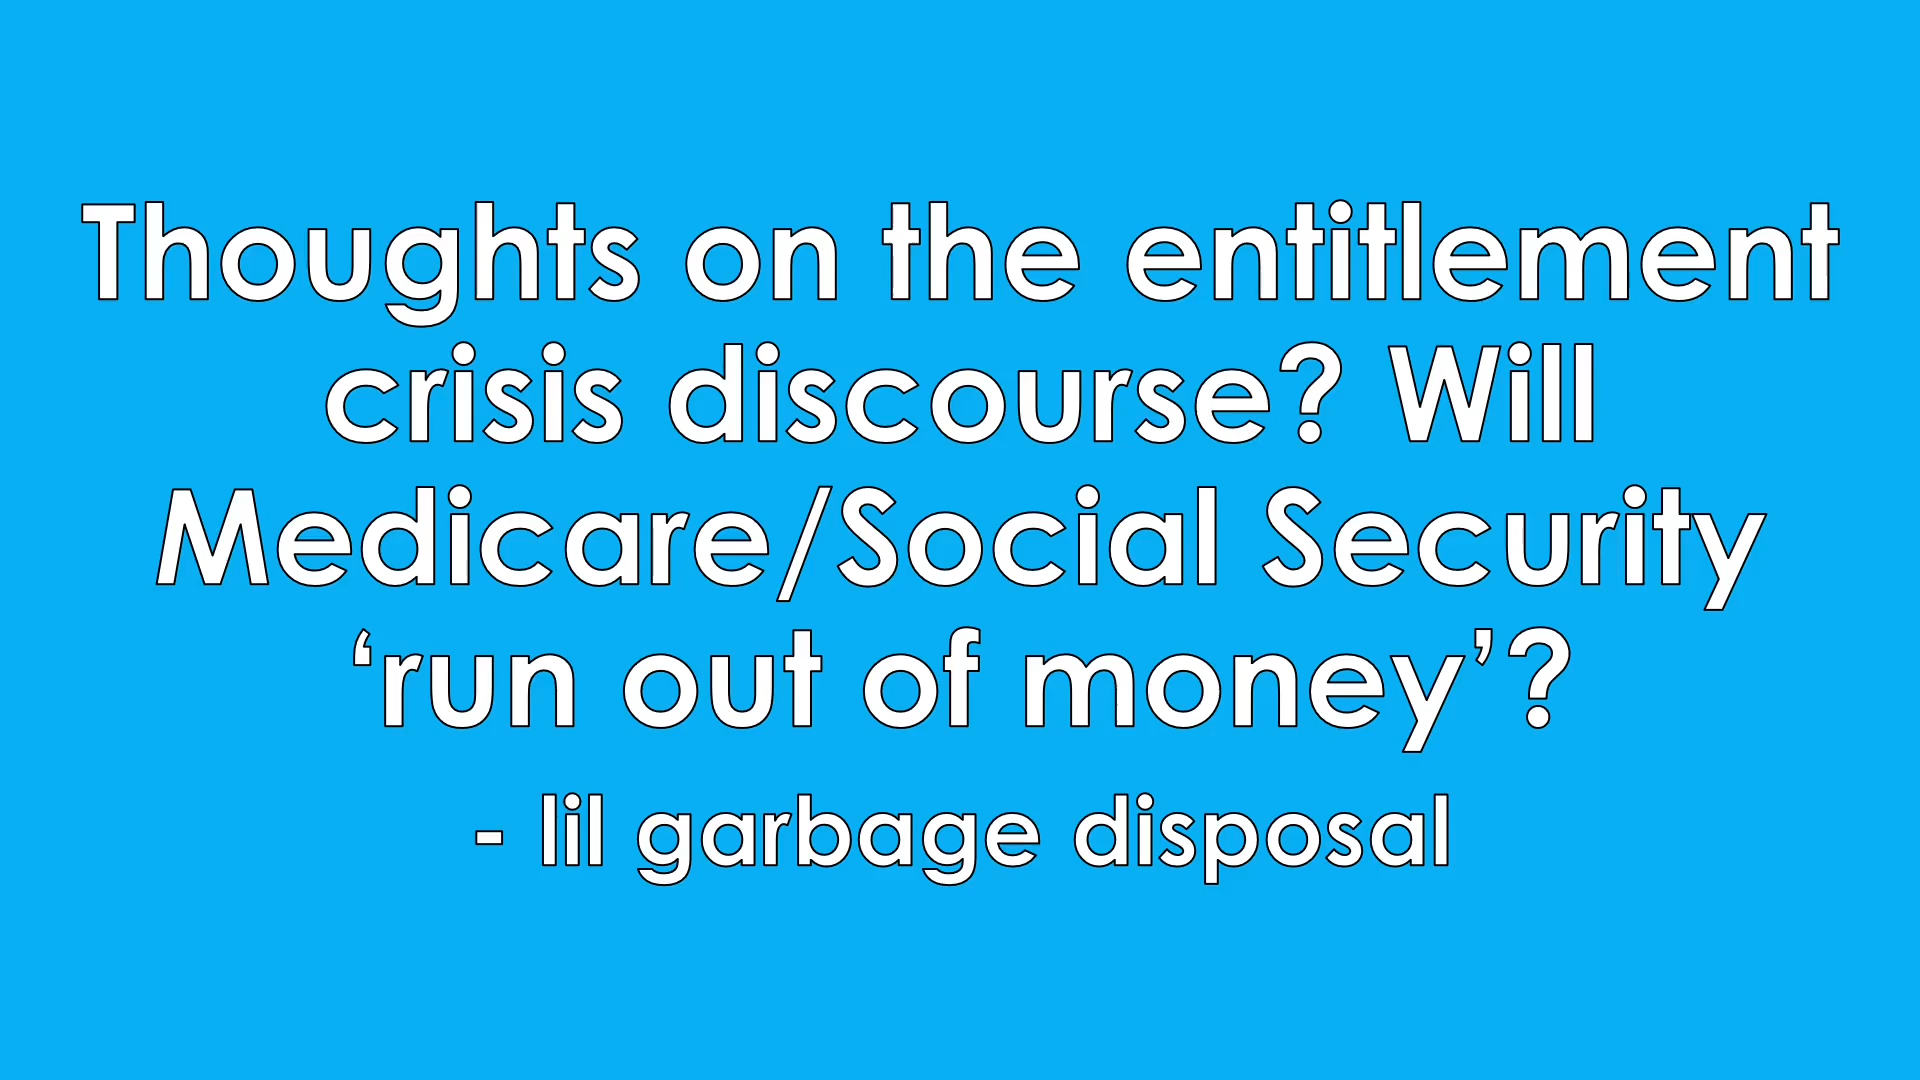 Thoughts on the entitlement
crisis discourse? Will
Medicare/Social Security
‘run out of money’?
- lil garbage disposal